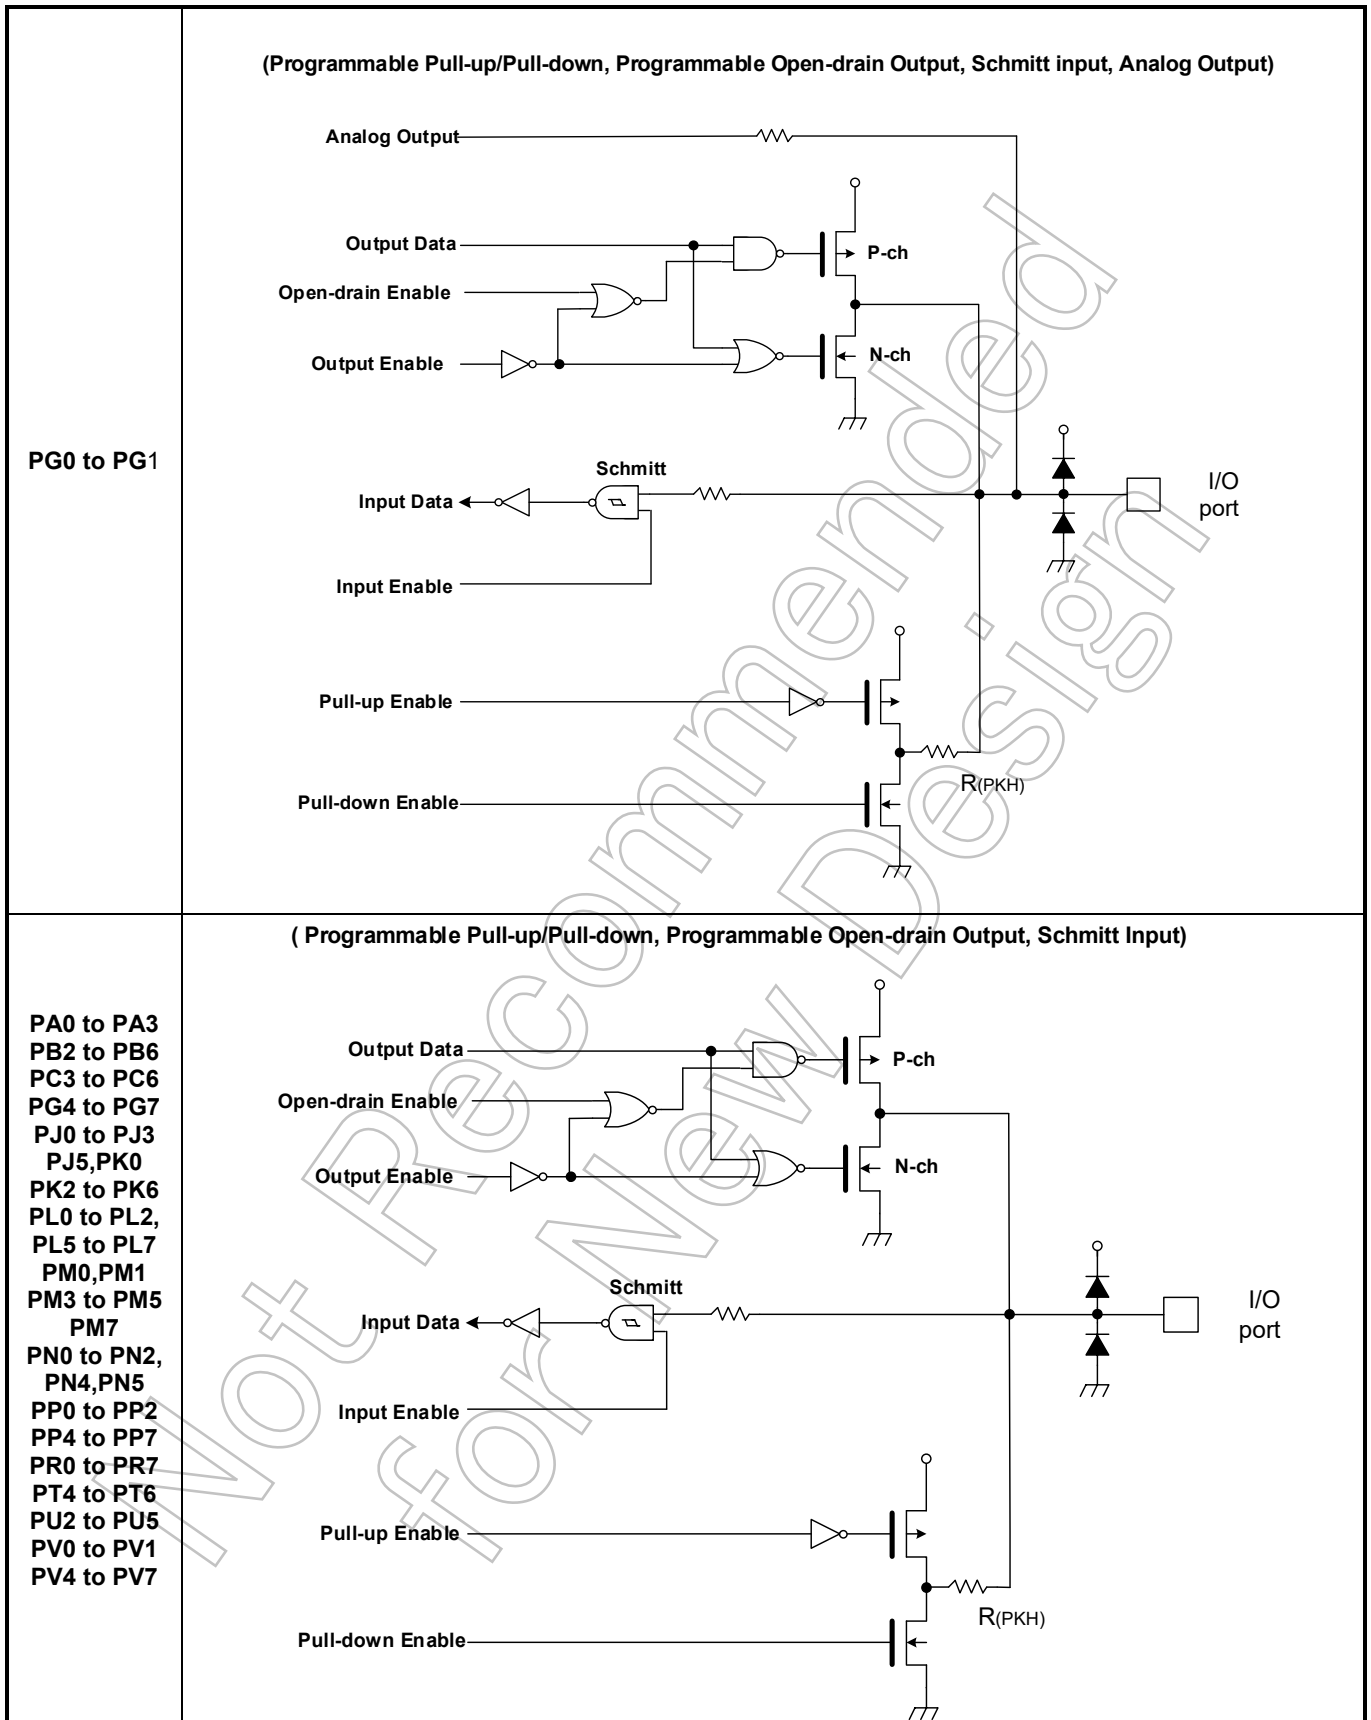 (Programmable Pull-up/Pull-down, Programmable Open-drain Output, Schmitt input, Analog Output)
Analog Output
Output Data
P-ch
Open-drain Enable
Output Enable
N-ch
PG0 to PG1
Schmitt
Input Data
I/O
port
Input Enable
Pull-up Enable
R(PKH)
Pull-down Enable
( Programmable Pull-up/Pull-down, Programmable Open-drain Output, Schmitt Input)
PA0 to PA3
PB2 to PB6
PC3 to PC6
PG4 to PG7
PJ0 to PJ3
PJ5,PK0
PK2 to PK6
PL0 to PL2,
PL5 to PL7
PM0,PM1
PM3 to PM5
PM7
PN0 to PN2,
PN4,PN5
PP0 to PP2
PP4 to PP7
PR0 to PR7
PT4 to PT6
PU2 to PU5
PV0 to PV1
PV4 to PV7
Output Data
P-ch
Open-drain Enable
Output Enable
N-ch
Schmitt
Input Data
I/O
port
Input Enable
Pull-up Enable
R(PKH)
Pull-down Enable
Not Recommended
for New Design